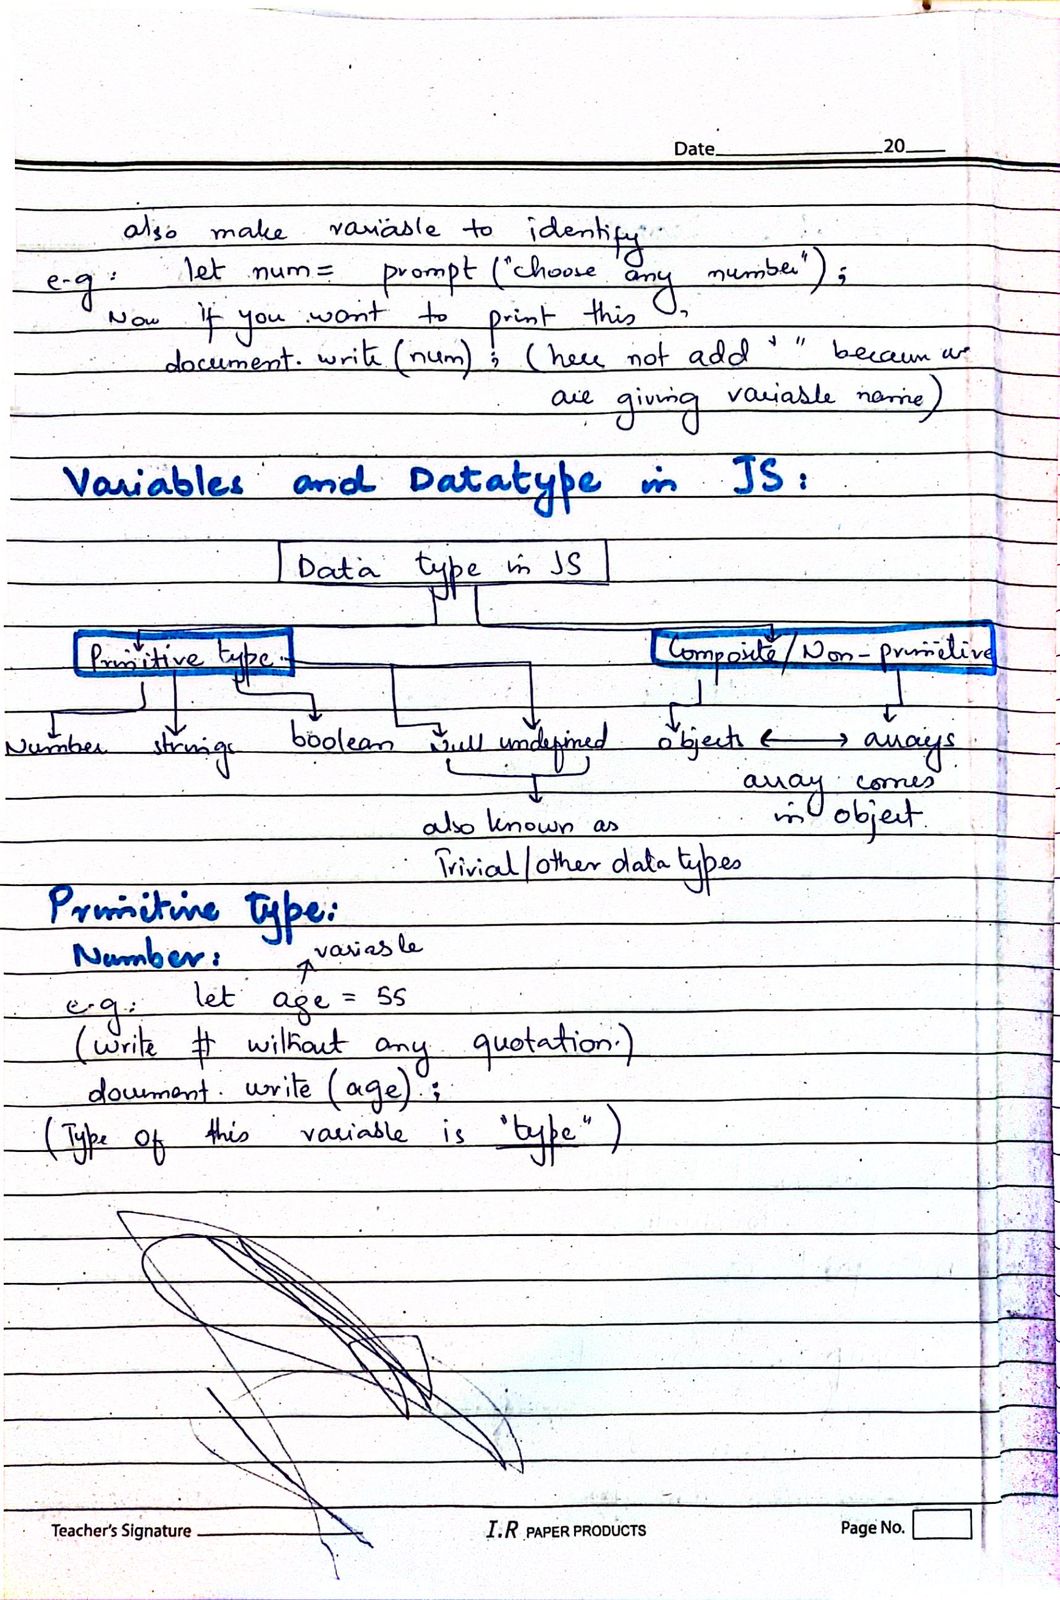 Date 20
also make variable to identify
e-g: let num = prompt ("choose any number");
Now if you want to print this,
document. write (num) ; (here not add " " becaum we
are giving variable name)
Variables and Datatype in JS:
Data type in JS
Primitive type. Composite/Non-primitive
Number strings boolean Null undefined objects arrays
array comes
in object.
also known as
Trivial/other data types
Primitive type:
Number:
variable
e.g.: let age = 55
(write # without any quotation.)
document. write (age) ;
(Type of this variable is "type")
Teacher's Signature I.R PAPER PRODUCTS Page No.